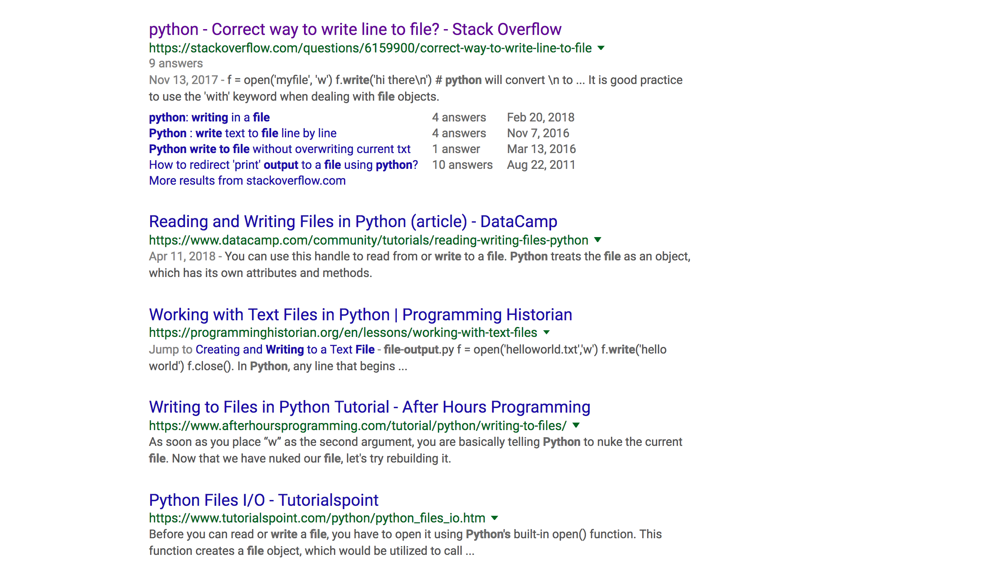 python - Correct way to write line to file? - Stack Overflow
https://stackoverflow.com/questions/6159900/correct-way-to-write-line-to-file
9 answers
Nov 13, 2017 - f = open('myfile', 'w') f.write('hi there\n') # python will convert \n to ... It is good practice
to use the 'with' keyword when dealing with file objects.
python: writing in a file 4 answers Feb 20, 2018
Python : write text to file line by line 4 answers Nov 7, 2016
Python write to file without overwriting current txt 1 answer Mar 13, 2016
How to redirect 'print' output to a file using python? 10 answers Aug 22, 2011
More results from stackoverflow.com
Reading and Writing Files in Python (article) - DataCamp
https://www.datacamp.com/community/tutorials/reading-writing-files-python
Apr 11, 2018 - You can use this handle to read from or write to a file. Python treats the file as an object,
which has its own attributes and methods.
Working with Text Files in Python | Programming Historian
https://programminghistorian.org/en/lessons/working-with-text-files
Jump to Creating and Writing to a Text File - file-output.py f = open('helloworld.txt','w') f.write('hello
world') f.close(). In Python, any line that begins ...
Writing to Files in Python Tutorial - After Hours Programming
https://www.afterhoursprogramming.com/tutorial/python/writing-to-files/
As soon as you place “w” as the second argument, you are basically telling Python to nuke the current
file. Now that we have nuked our file, let's try rebuilding it.
Python Files I/O - Tutorialspoint
https://www.tutorialspoint.com/python/python_files_io.htm
Before you can read or write a file, you have to open it using Python's built-in open() function. This
function creates a file object, which would be utilized to call ...